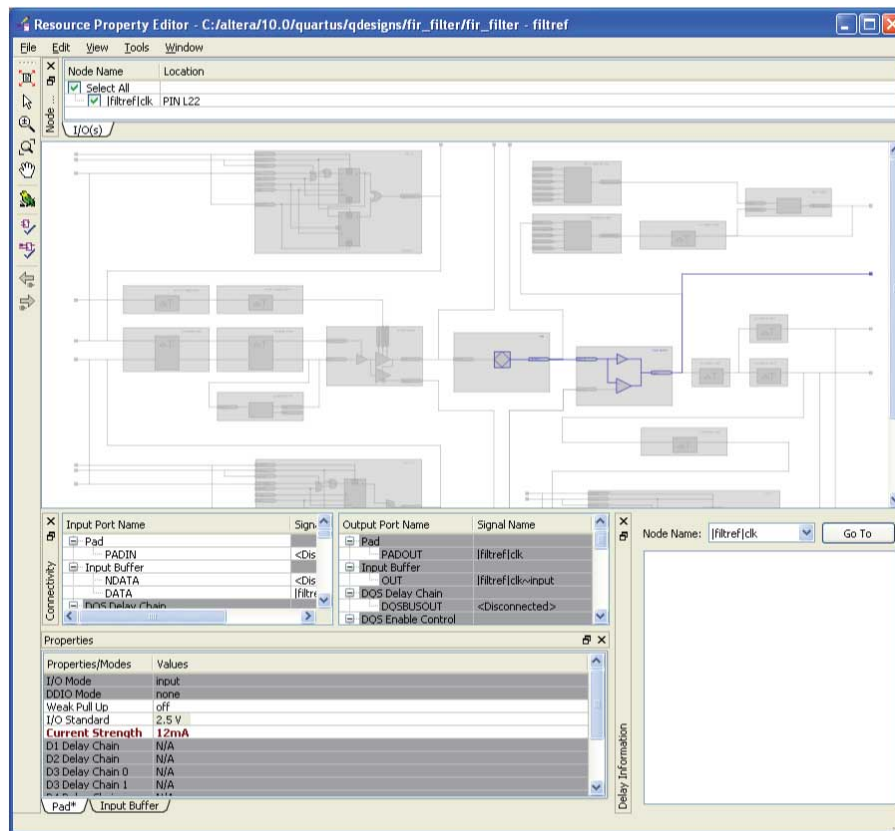 Resource Property Editor - C:/altera/10.0/quartus/qdesigns/fir_filter/fir_filter - filtref
File Edit View Tools Window
Node Name Location
Select All
|filtref|clk PIN L22
Node ...
I/O(s)
Connectivity
Input Port Name Sign
Pad
PADIN <Dis
Input Buffer
NDATA <Dis
DATA |filtre
DQS Delay Chain
Output Port Name Signal Name
Pad
PADOUT |filtref|clk
Input Buffer
OUT |filtref|clk~input
DQS Delay Chain
DQSBUSOUT <Disconnected>
DQS Enable Control
Node Name: |filtref|clk Go To
Delay Information
Properties
Properties/Modes Values
I/O Mode input
DDIO Mode none
Weak Pull Up off
I/O Standard 2.5 V
Current Strength 12mA
D1 Delay Chain N/A
D2 Delay Chain N/A
D3 Delay Chain 0 N/A
D3 Delay Chain 1 N/A
Pad* Input Buffer